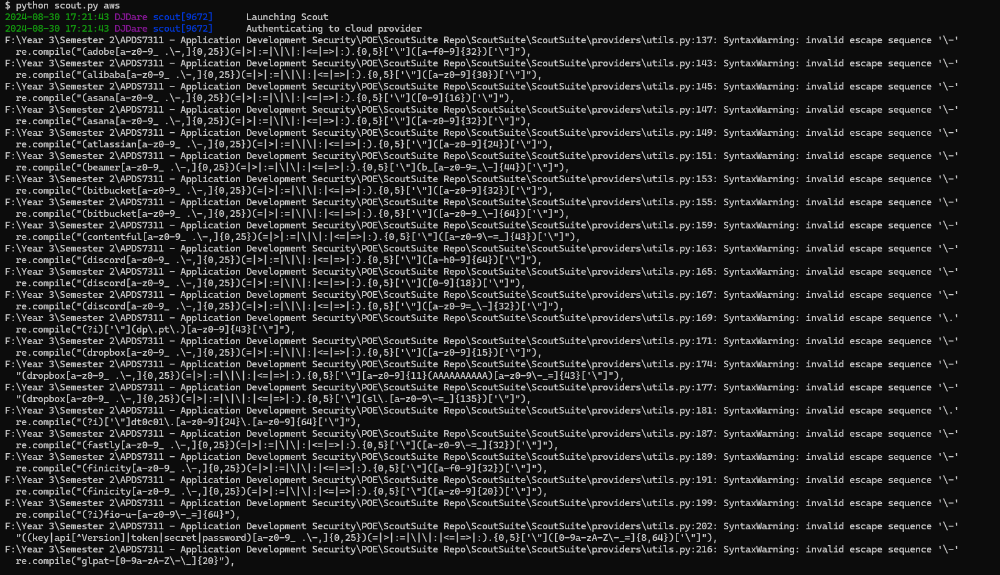 $ python scout.py aws
2024-08-30 17:21:43 DJDare scout[9672]      Launching Scout
2024-08-30 17:21:43 DJDare scout[9672]      Authenticating to cloud provider
F:\Year 3\Semester 2\APDS7311 - Application Development Security\POE\ScoutSuite Repo\ScoutSuite\ScoutSuite\providers\utils.py:137: SyntaxWarning: invalid escape sequence '\-'
  re.compile("(adobe[a-z0-9_ .\-,]{0,25})(=|>|:=|\|\|:|<=|=>|:).{0,5}['\"]([a-f0-9]{32})['\"]"),
F:\Year 3\Semester 2\APDS7311 - Application Development Security\POE\ScoutSuite Repo\ScoutSuite\ScoutSuite\providers\utils.py:143: SyntaxWarning: invalid escape sequence '\-'
  re.compile("(alibaba[a-z0-9_ .\-,]{0,25})(=|>|:=|\|\|:|<=|=>|:).{0,5}['\"]([a-z0-9]{30})['\"]"),
F:\Year 3\Semester 2\APDS7311 - Application Development Security\POE\ScoutSuite Repo\ScoutSuite\ScoutSuite\providers\utils.py:145: SyntaxWarning: invalid escape sequence '\-'
  re.compile("(asana[a-z0-9_ .\-,]{0,25})(=|>|:=|\|\|:|<=|=>|:).{0,5}['\"]([0-9]{16})['\"]"),
F:\Year 3\Semester 2\APDS7311 - Application Development Security\POE\ScoutSuite Repo\ScoutSuite\ScoutSuite\providers\utils.py:147: SyntaxWarning: invalid escape sequence '\-'
  re.compile("(asana[a-z0-9_ .\-,]{0,25})(=|>|:=|\|\|:|<=|=>|:).{0,5}['\"]([a-z0-9]{32})['\"]"),
F:\Year 3\Semester 2\APDS7311 - Application Development Security\POE\ScoutSuite Repo\ScoutSuite\ScoutSuite\providers\utils.py:149: SyntaxWarning: invalid escape sequence '\-'
  re.compile("(atlassian[a-z0-9_ .\-,]{0,25})(=|>|:=|\|\|:|<=|=>|:).{0,5}['\"]([a-z0-9]{24})['\"]"),
F:\Year 3\Semester 2\APDS7311 - Application Development Security\POE\ScoutSuite Repo\ScoutSuite\ScoutSuite\providers\utils.py:151: SyntaxWarning: invalid escape sequence '\-'
  re.compile("(beamer[a-z0-9_ .\-,]{0,25})(=|>|:=|\|\|:|<=|=>|:).{0,5}['\"](b_[a-z0-9=_\-]{44})['\"]"),
F:\Year 3\Semester 2\APDS7311 - Application Development Security\POE\ScoutSuite Repo\ScoutSuite\ScoutSuite\providers\utils.py:153: SyntaxWarning: invalid escape sequence '\-'
  re.compile("(bitbucket[a-z0-9_ .\-,]{0,25})(=|>|:=|\|\|:|<=|=>|:).{0,5}['\"]([a-z0-9]{32})['\"]"),
F:\Year 3\Semester 2\APDS7311 - Application Development Security\POE\ScoutSuite Repo\ScoutSuite\ScoutSuite\providers\utils.py:155: SyntaxWarning: invalid escape sequence '\-'
  re.compile("(bitbucket[a-z0-9_ .\-,]{0,25})(=|>|:=|\|\|:|<=|=>|:).{0,5}['\"]([a-z0-9_\-]{64})['\"]"),
F:\Year 3\Semester 2\APDS7311 - Application Development Security\POE\ScoutSuite Repo\ScoutSuite\ScoutSuite\providers\utils.py:159: SyntaxWarning: invalid escape sequence '\-'
  re.compile("(contentful[a-z0-9_ .\-,]{0,25})(=|>|:=|\|\|:|<=|=>|:).{0,5}['\"]([a-z0-9\-=_]{43})['\"]"),
F:\Year 3\Semester 2\APDS7311 - Application Development Security\POE\ScoutSuite Repo\ScoutSuite\ScoutSuite\providers\utils.py:163: SyntaxWarning: invalid escape sequence '\-'
  re.compile("(discord[a-z0-9_ .\-,]{0,25})(=|>|:=|\|\|:|<=|=>|:).{0,5}['\"]([a-h0-9]{64})['\"]"),
F:\Year 3\Semester 2\APDS7311 - Application Development Security\POE\ScoutSuite Repo\ScoutSuite\ScoutSuite\providers\utils.py:165: SyntaxWarning: invalid escape sequence '\-'
  re.compile("(discord[a-z0-9_ .\-,]{0,25})(=|>|:=|\|\|:|<=|=>|:).{0,5}['\"]([0-9]{18})['\"]"),
F:\Year 3\Semester 2\APDS7311 - Application Development Security\POE\ScoutSuite Repo\ScoutSuite\ScoutSuite\providers\utils.py:167: SyntaxWarning: invalid escape sequence '\-'
  re.compile("(discord[a-z0-9_ .\-,]{0,25})(=|>|:=|\|\|:|<=|=>|:).{0,5}['\"]([a-z0-9=_\-]{32})['\"]"),
F:\Year 3\Semester 2\APDS7311 - Application Development Security\POE\ScoutSuite Repo\ScoutSuite\ScoutSuite\providers\utils.py:169: SyntaxWarning: invalid escape sequence '\.'
  re.compile("(?i)['\"](dp\.pt\.)[a-z0-9]{43}['\"]"),
F:\Year 3\Semester 2\APDS7311 - Application Development Security\POE\ScoutSuite Repo\ScoutSuite\ScoutSuite\providers\utils.py:171: SyntaxWarning: invalid escape sequence '\-'
  re.compile("(dropbox[a-z0-9_ .\-,]{0,25})(=|>|:=|\|\|:|<=|=>|:).{0,5}['\"]([a-z0-9]{15})['\"]"),
F:\Year 3\Semester 2\APDS7311 - Application Development Security\POE\ScoutSuite Repo\ScoutSuite\ScoutSuite\providers\utils.py:174: SyntaxWarning: invalid escape sequence '\-'
  "(dropbox[a-z0-9_ .\-,]{0,25})(=|>|:=|\|\|:|<=|=>|:).{0,5}['\"][a-z0-9]{11}(AAAAAAAAAA)[a-z0-9\-_=]{43}['\"]"),
F:\Year 3\Semester 2\APDS7311 - Application Development Security\POE\ScoutSuite Repo\ScoutSuite\ScoutSuite\providers\utils.py:177: SyntaxWarning: invalid escape sequence '\-'
  "(dropbox[a-z0-9_ .\-,]{0,25})(=|>|:=|\|\|:|<=|=>|:).{0,5}['\"](sl\.[a-z0-9\-=_]{135})['\"]"),
F:\Year 3\Semester 2\APDS7311 - Application Development Security\POE\ScoutSuite Repo\ScoutSuite\ScoutSuite\providers\utils.py:181: SyntaxWarning: invalid escape sequence '\.'
  re.compile("(?i)['\"]dt0c01\.[a-z0-9]{24}\.[a-z0-9]{64}['\"]"),
F:\Year 3\Semester 2\APDS7311 - Application Development Security\POE\ScoutSuite Repo\ScoutSuite\ScoutSuite\providers\utils.py:187: SyntaxWarning: invalid escape sequence '\-'
  re.compile("(fastly[a-z0-9_ .\-,]{0,25})(=|>|:=|\|\|:|<=|=>|:).{0,5}['\"]([a-z0-9\-=_]{32})['\"]"),
F:\Year 3\Semester 2\APDS7311 - Application Development Security\POE\ScoutSuite Repo\ScoutSuite\ScoutSuite\providers\utils.py:189: SyntaxWarning: invalid escape sequence '\-'
  re.compile("(finicity[a-z0-9_ .\-,]{0,25})(=|>|:=|\|\|:|<=|=>|:).{0,5}['\"]([a-f0-9]{32})['\"]"),
F:\Year 3\Semester 2\APDS7311 - Application Development Security\POE\ScoutSuite Repo\ScoutSuite\ScoutSuite\providers\utils.py:191: SyntaxWarning: invalid escape sequence '\-'
  re.compile("(finicity[a-z0-9_ .\-,]{0,25})(=|>|:=|\|\|:|<=|=>|:).{0,5}['\"]([a-z0-9]{20})['\"]"),
F:\Year 3\Semester 2\APDS7311 - Application Development Security\POE\ScoutSuite Repo\ScoutSuite\ScoutSuite\providers\utils.py:199: SyntaxWarning: invalid escape sequence '\-'
  re.compile("(?i)fio-u-[a-z0-9\-_=]{64}"),
F:\Year 3\Semester 2\APDS7311 - Application Development Security\POE\ScoutSuite Repo\ScoutSuite\ScoutSuite\providers\utils.py:202: SyntaxWarning: invalid escape sequence '\-'
  "((key|api[^Version]|token|secret|password)[a-z0-9_ .\-,]{0,25})(=|>|:=|\|\|:|<=|=>|:).{0,5}['\"]([0-9a-zA-Z\-_=]{8,64})['\"]"),
F:\Year 3\Semester 2\APDS7311 - Application Development Security\POE\ScoutSuite Repo\ScoutSuite\ScoutSuite\providers\utils.py:216: SyntaxWarning: invalid escape sequence '\-'
  re.compile("glpat-[0-9a-zA-Z\-\_]{20}"),